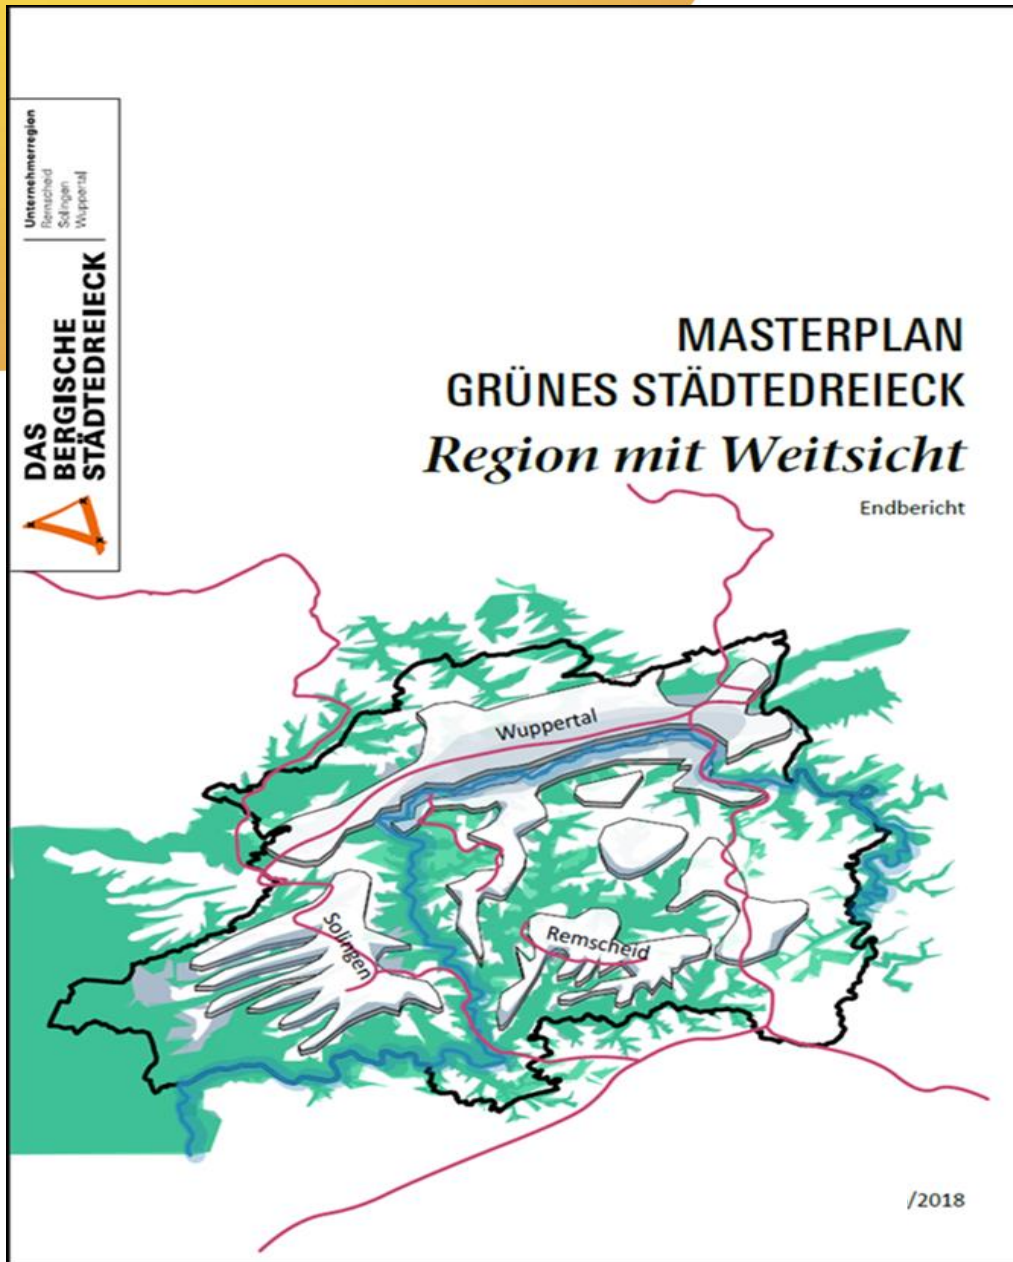 DAS
BERGISCHE
STÄDTEDREIECK
Unternehmerregion
Remscheid
Solingen
Wuppertal
MASTERPLAN
GRÜNES STÄDTEDREIECK
Region mit Weitsicht
Endbericht
Wuppertal
Solingen
Remscheid
/2018